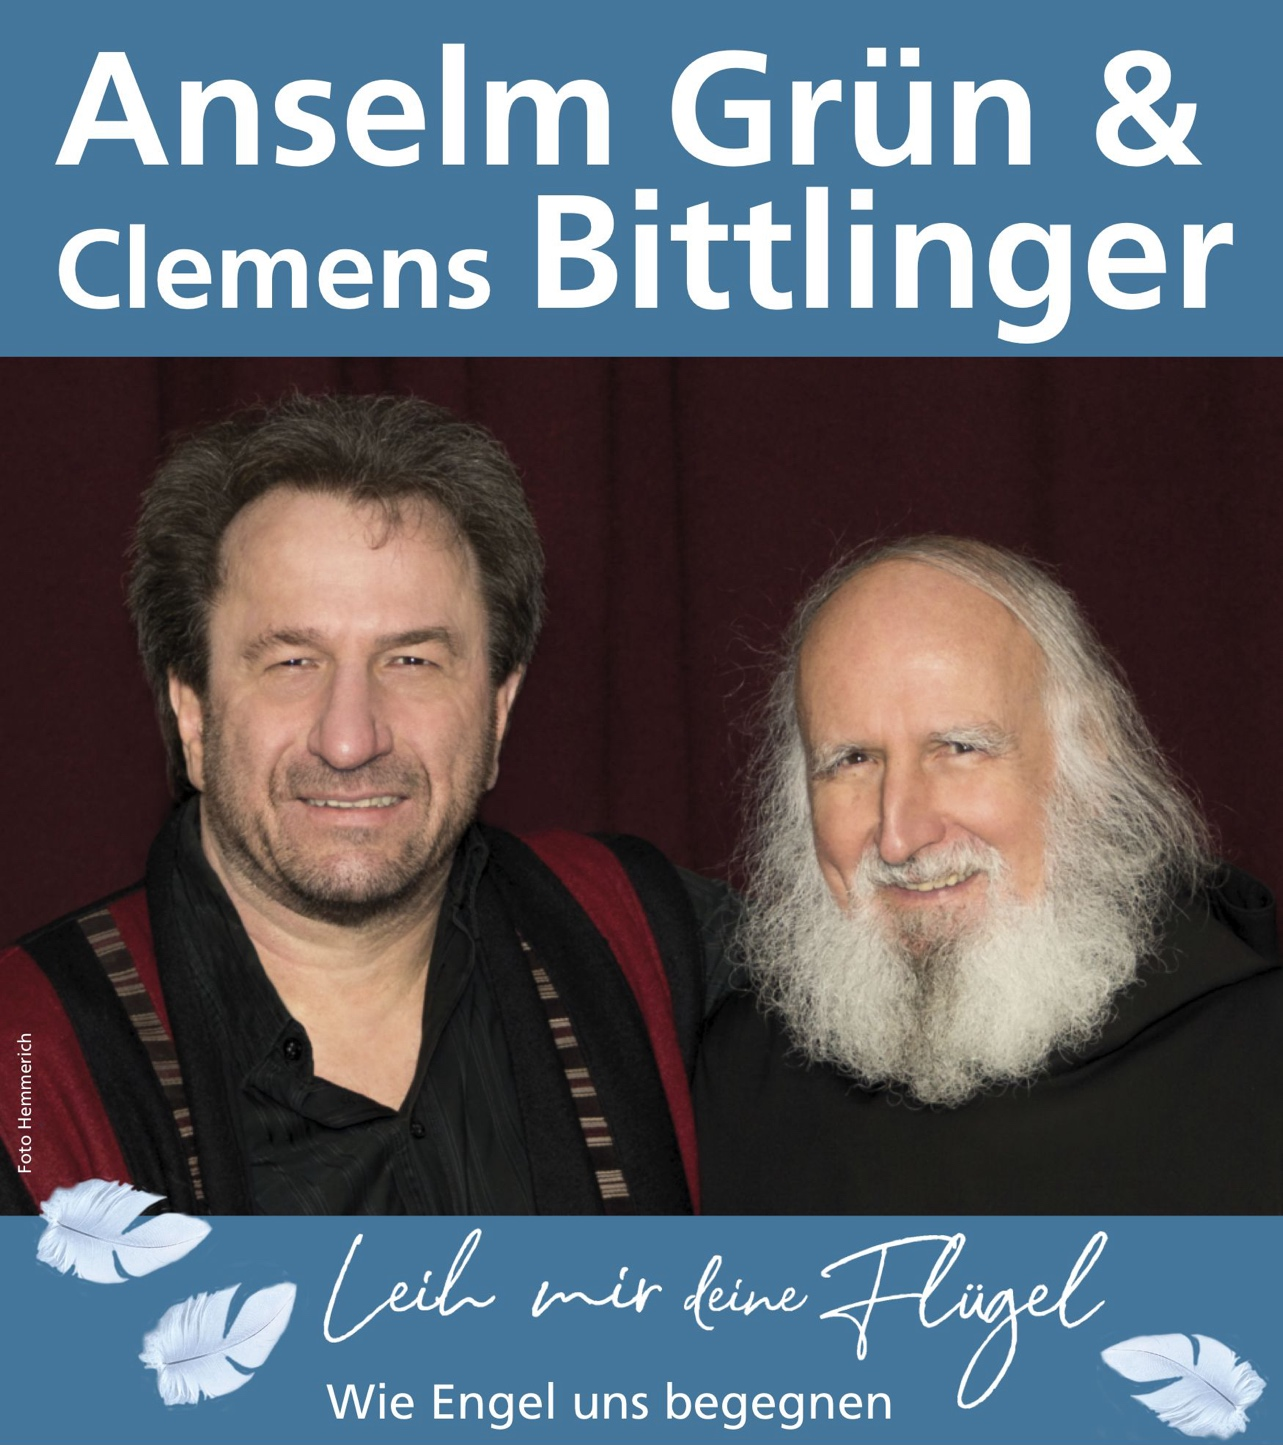 Anselm Grün &
Clemens Bittlinger
Foto Hemmerich
Leih mir deine Flügel
Wie Engel uns begegnen